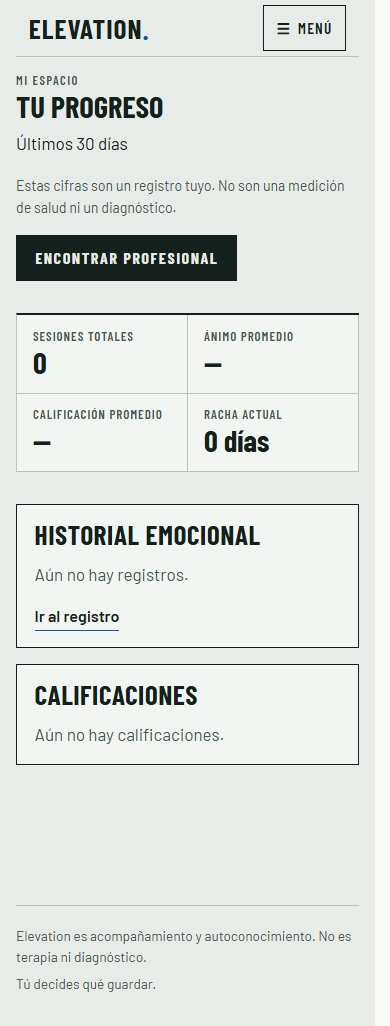 ELEVATION.
☰ MENÚ
MI ESPACIO
TU PROGRESO
Últimos 30 días
Estas cifras son un registro tuyo. No son una medición
de salud ni un diagnóstico.
ENCONTRAR PROFESIONAL
SESIONES TOTALES
0
ÁNIMO PROMEDIO
—
CALIFICACIÓN PROMEDIO
—
RACHA ACTUAL
0 días
HISTORIAL EMOCIONAL
Aún no hay registros.
Ir al registro
CALIFICACIONES
Aún no hay calificaciones.
Elevation es acompañamiento y autoconocimiento. No es
terapia ni diagnóstico.
Tú decides qué guardar.